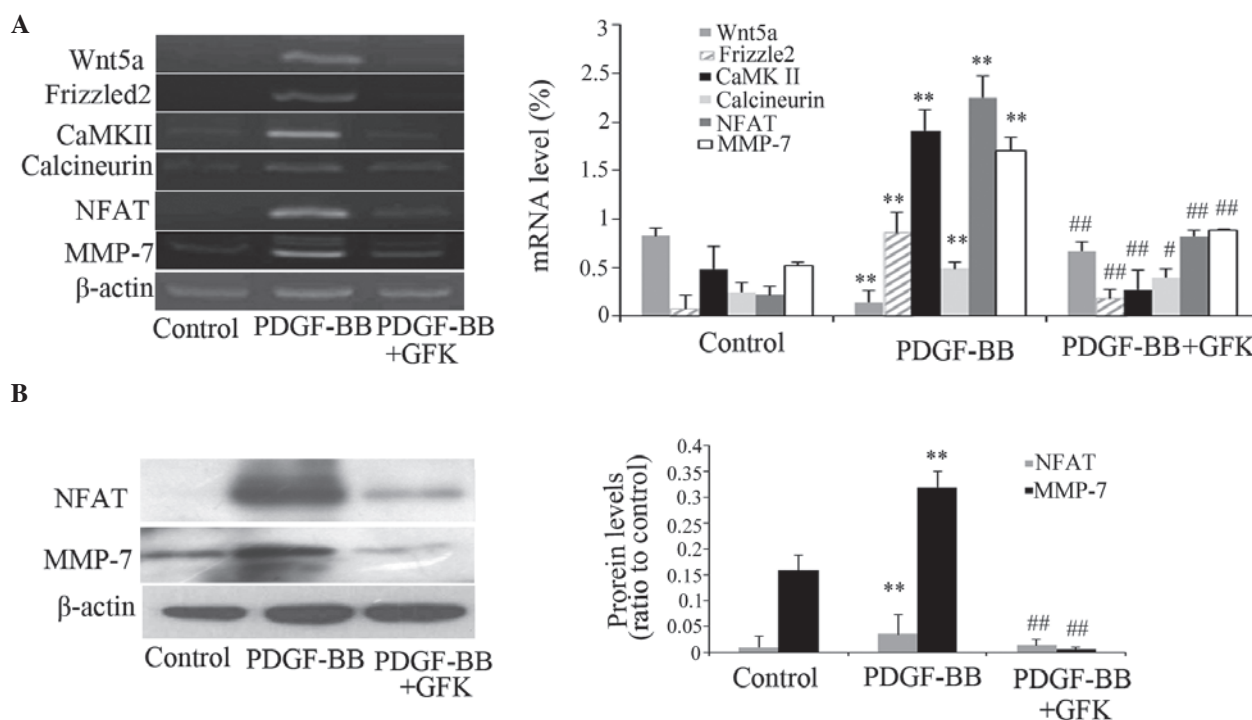 A
Wnt5a
Frizzled2
CaMKII
Calcineurin
NFAT
MMP-7
β-actin
Control PDGF-BB PDGF-BB
+GFK
mRNA level (%)
3
2.5
2
1.5
1
0.5
0
Wnt5a
Frizzle2
CaMK II
Calcineurin
NFAT
MMP-7
** ** ** ** ** **
## ## ## # ## ##
Control PDGF-BB PDGF-BB+GFK
B
NFAT
MMP-7
β-actin
Control PDGF-BB PDGF-BB
+GFK
Prorein levels
(ratio to control)
0.4
0.35
0.3
0.25
0.2
0.15
0.1
0.05
0
NFAT
MMP-7
** **
## ##
Control PDGF-BB PDGF-BB
+GFK